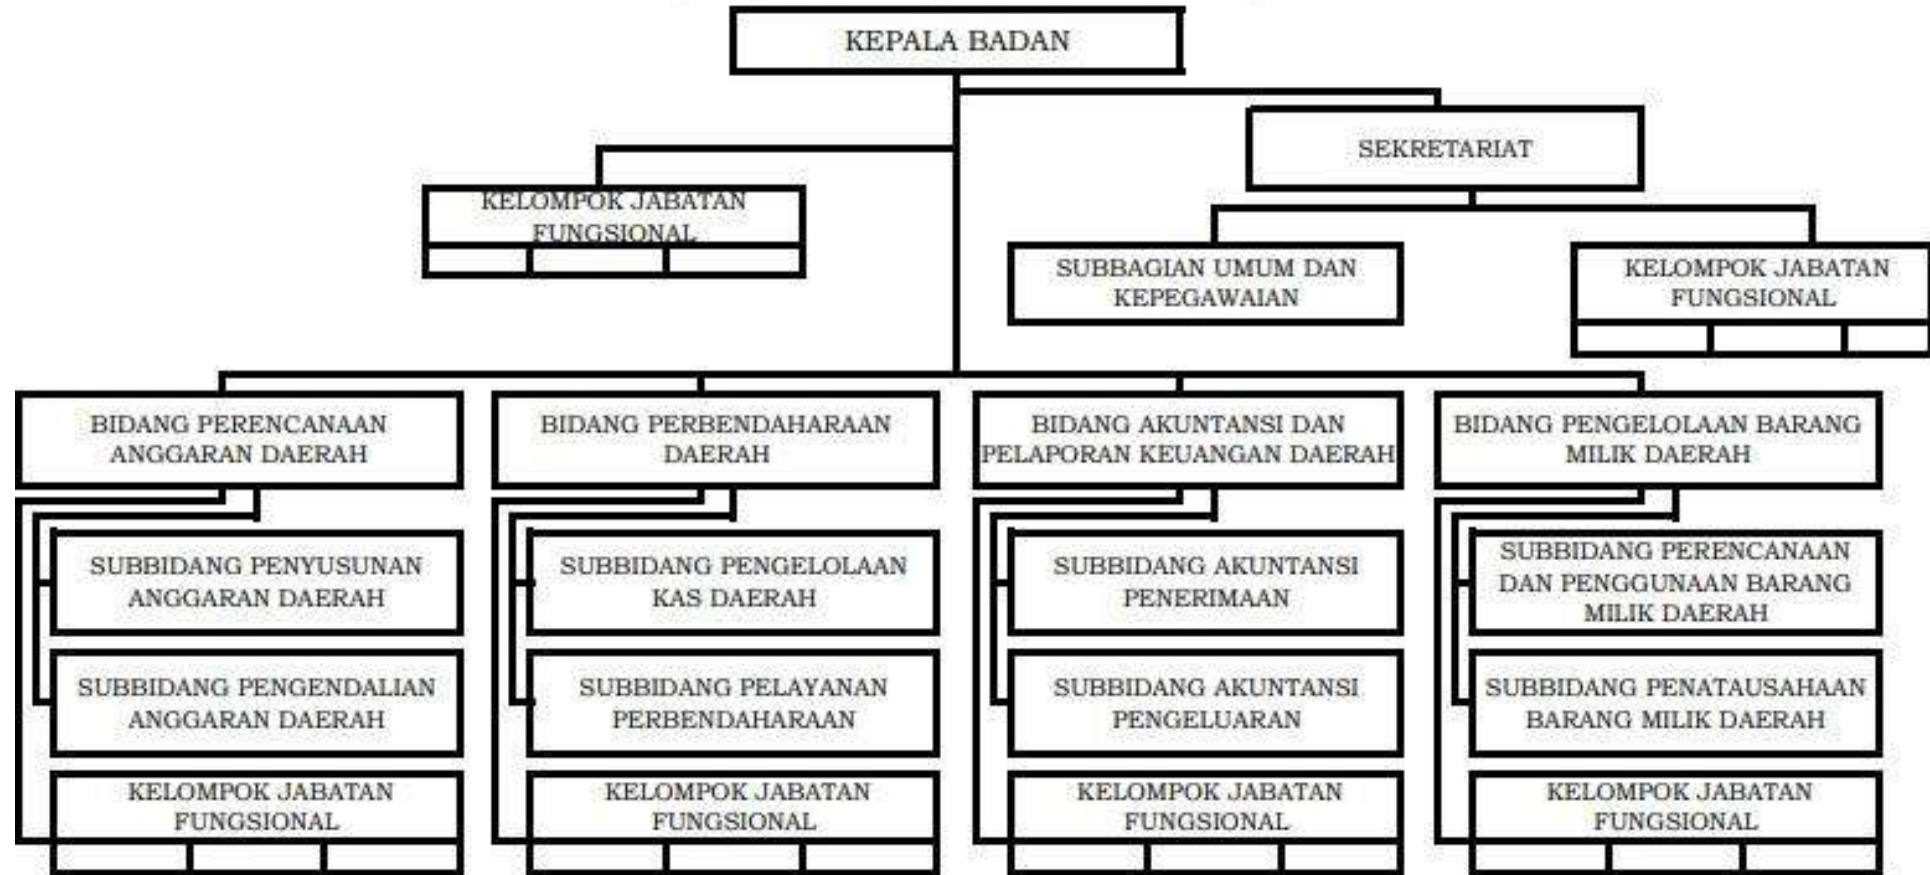 KEPALA BADAN
SEKRETARIAT
KELOMPOK JABATAN
FUNGSIONAL
SUBBAGIAN UMUM DAN
KEPEGAWAIAN
KELOMPOK JABATAN
FUNGSIONAL
BIDANG PERENCANAAN
ANGGARAN DAERAH
BIDANG PERBENDAHARAAN
DAERAH
BIDANG AKUNTANSI DAN
PELAPORAN KEUANGAN DAERAH
BIDANG PENGELOLAAN BARANG
MILIK DAERAH
SUBBIDANG PENYUSUNAN
ANGGARAN DAERAH
SUBBIDANG PENGELOLAAN
KAS DAERAH
SUBBIDANG AKUNTANSI
PENERIMAAN
SUBBIDANG PERENCANAAN
DAN PENGGUNAAN BARANG
MILIK DAERAH
SUBBIDANG PENGENDALIAN
ANGGARAN DAERAH
SUBBIDANG PELAYANAN
PERBENDAHARAAN
SUBBIDANG AKUNTANSI
PENGELUARAN
SUBBIDANG PENATAUSAHAAN
BARANG MILIK DAERAH
KELOMPOK JABATAN
FUNGSIONAL
KELOMPOK JABATAN
FUNGSIONAL
KELOMPOK JABATAN
FUNGSIONAL
KELOMPOK JABATAN
FUNGSIONAL